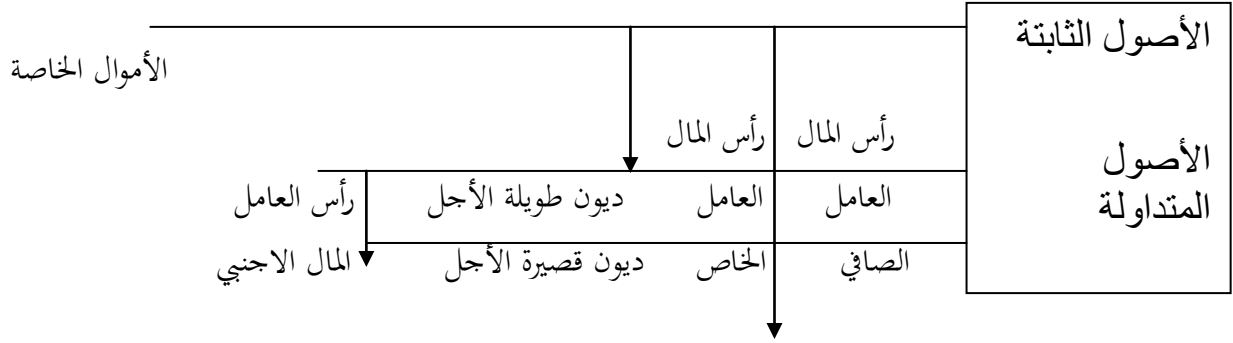 الأصول الثابتة
الأموال الخاصة
رأس المال
رأس المال
الأصول
المتداولة
العامل
العامل
ديون طويلة الأجل
رأس العامل
الصافي
الخاص
ديون قصيرة الأجل
المال الاجنبي